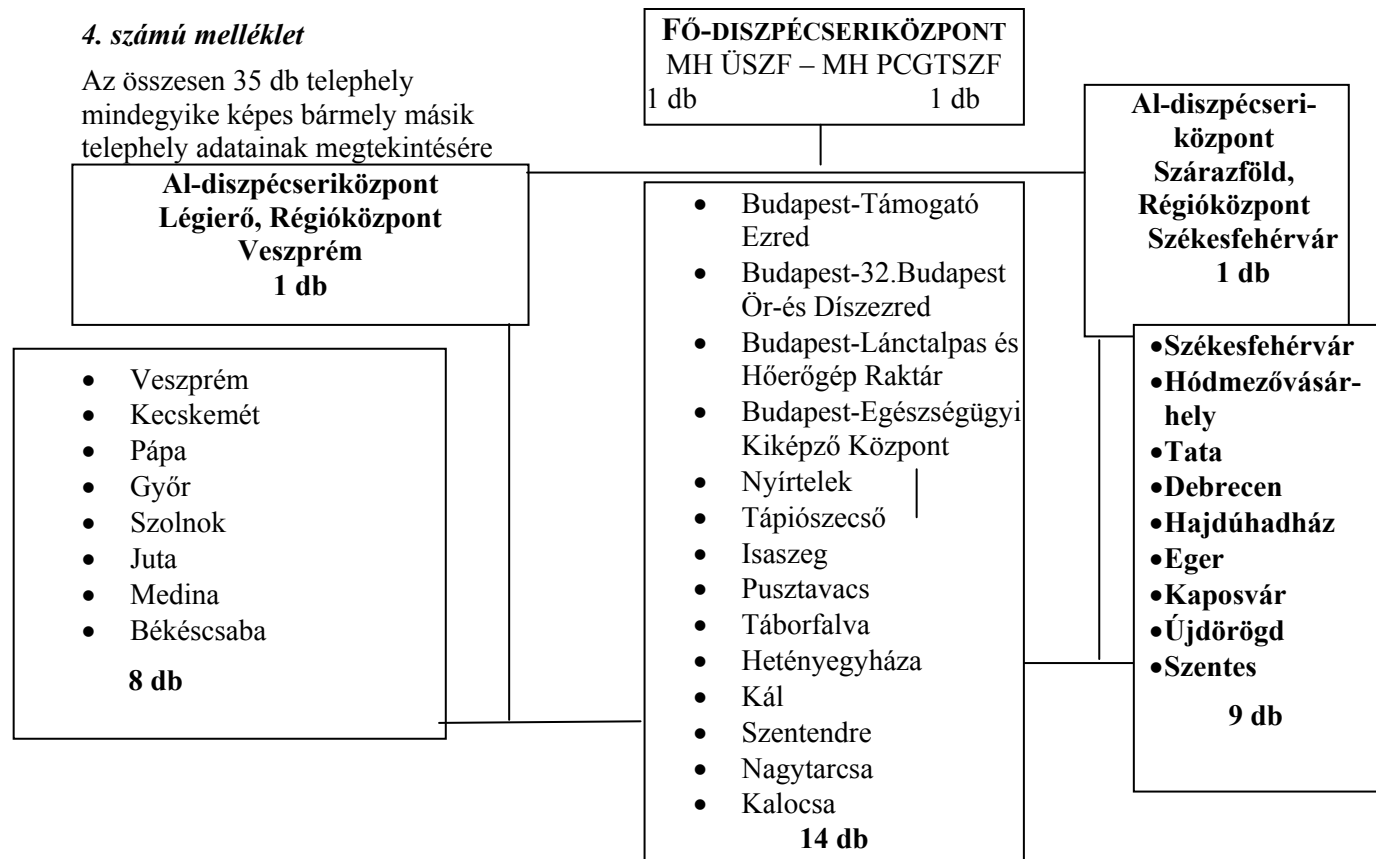 4. számú melléklet
Az összesen 35 db telephely
mindegyike képes bármely másik
telephely adatainak megtekintésére
FŐ-DISZPÉCSERIKÖZPONT
MH ÜSZF – MH PCGTSZF
1 db 1 db
Al-diszpécseriközpont
Légierő, Régióközpont
Veszprém
1 db
Al-diszpécseri-
központ
Szárazföld,
Régióközpont
Székesfehérvár
1 db
• Veszprém
• Kecskemét
• Pápa
• Győr
• Szolnok
• Juta
• Medina
• Békéscsaba
8 db
• Budapest-Támogató
Ezred
• Budapest-32.Budapest
Őr-és Díszezred
• Budapest-Lánctalpas és
Hőerőgép Raktár
• Budapest-Egészségügyi
Kiképző Központ
• Nyírtelek
• Tápiószecső
• Isaszeg
• Pusztavacs
• Táborfalva
• Hetényegyháza
• Kál
• Szentendre
• Nagytarcsa
• Kalocsa
14 db
•Székesfehérvár
•Hódmezővásár-
hely
•Tata
•Debrecen
•Hajdúhadház
•Eger
•Kaposvár
•Újdörögd
•Szentes
9 db